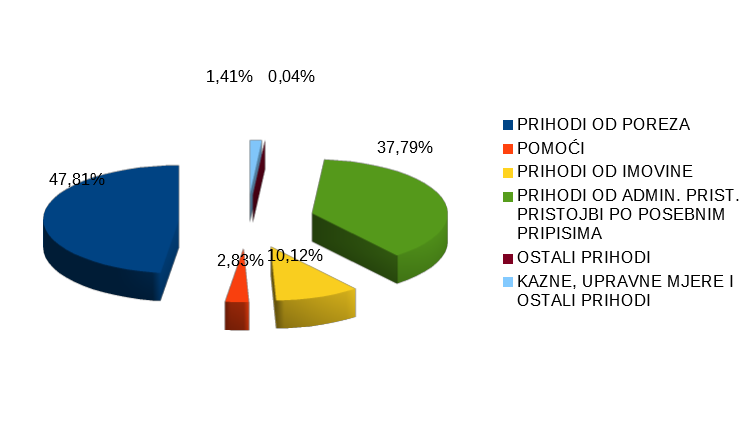 1,41%
0,04%
37,79%
47,81%
2,83%
10,12%
PRIHODI OD POREZA
POMOĆI
PRIHODI OD IMOVINE
PRIHODI OD ADMIN. PRIST.
PRISTOJBI PO POSEBNIM
PRIPISIMA
OSTALI PRIHODI
KAZNE, UPRAVNE MJERE I
OSTALI PRIHODI